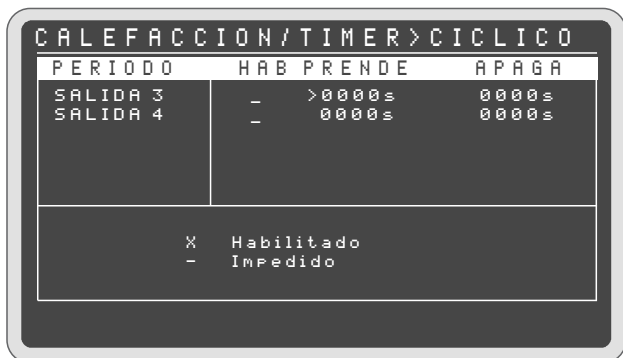 CALEFACCION/TIMER>CICLICO
PERIODO HAB PRENDE APAGA
SALIDA 3 _ >0000s 0000s
SALIDA 4 _ 0000s 0000s
X Habilitado
- Impedido